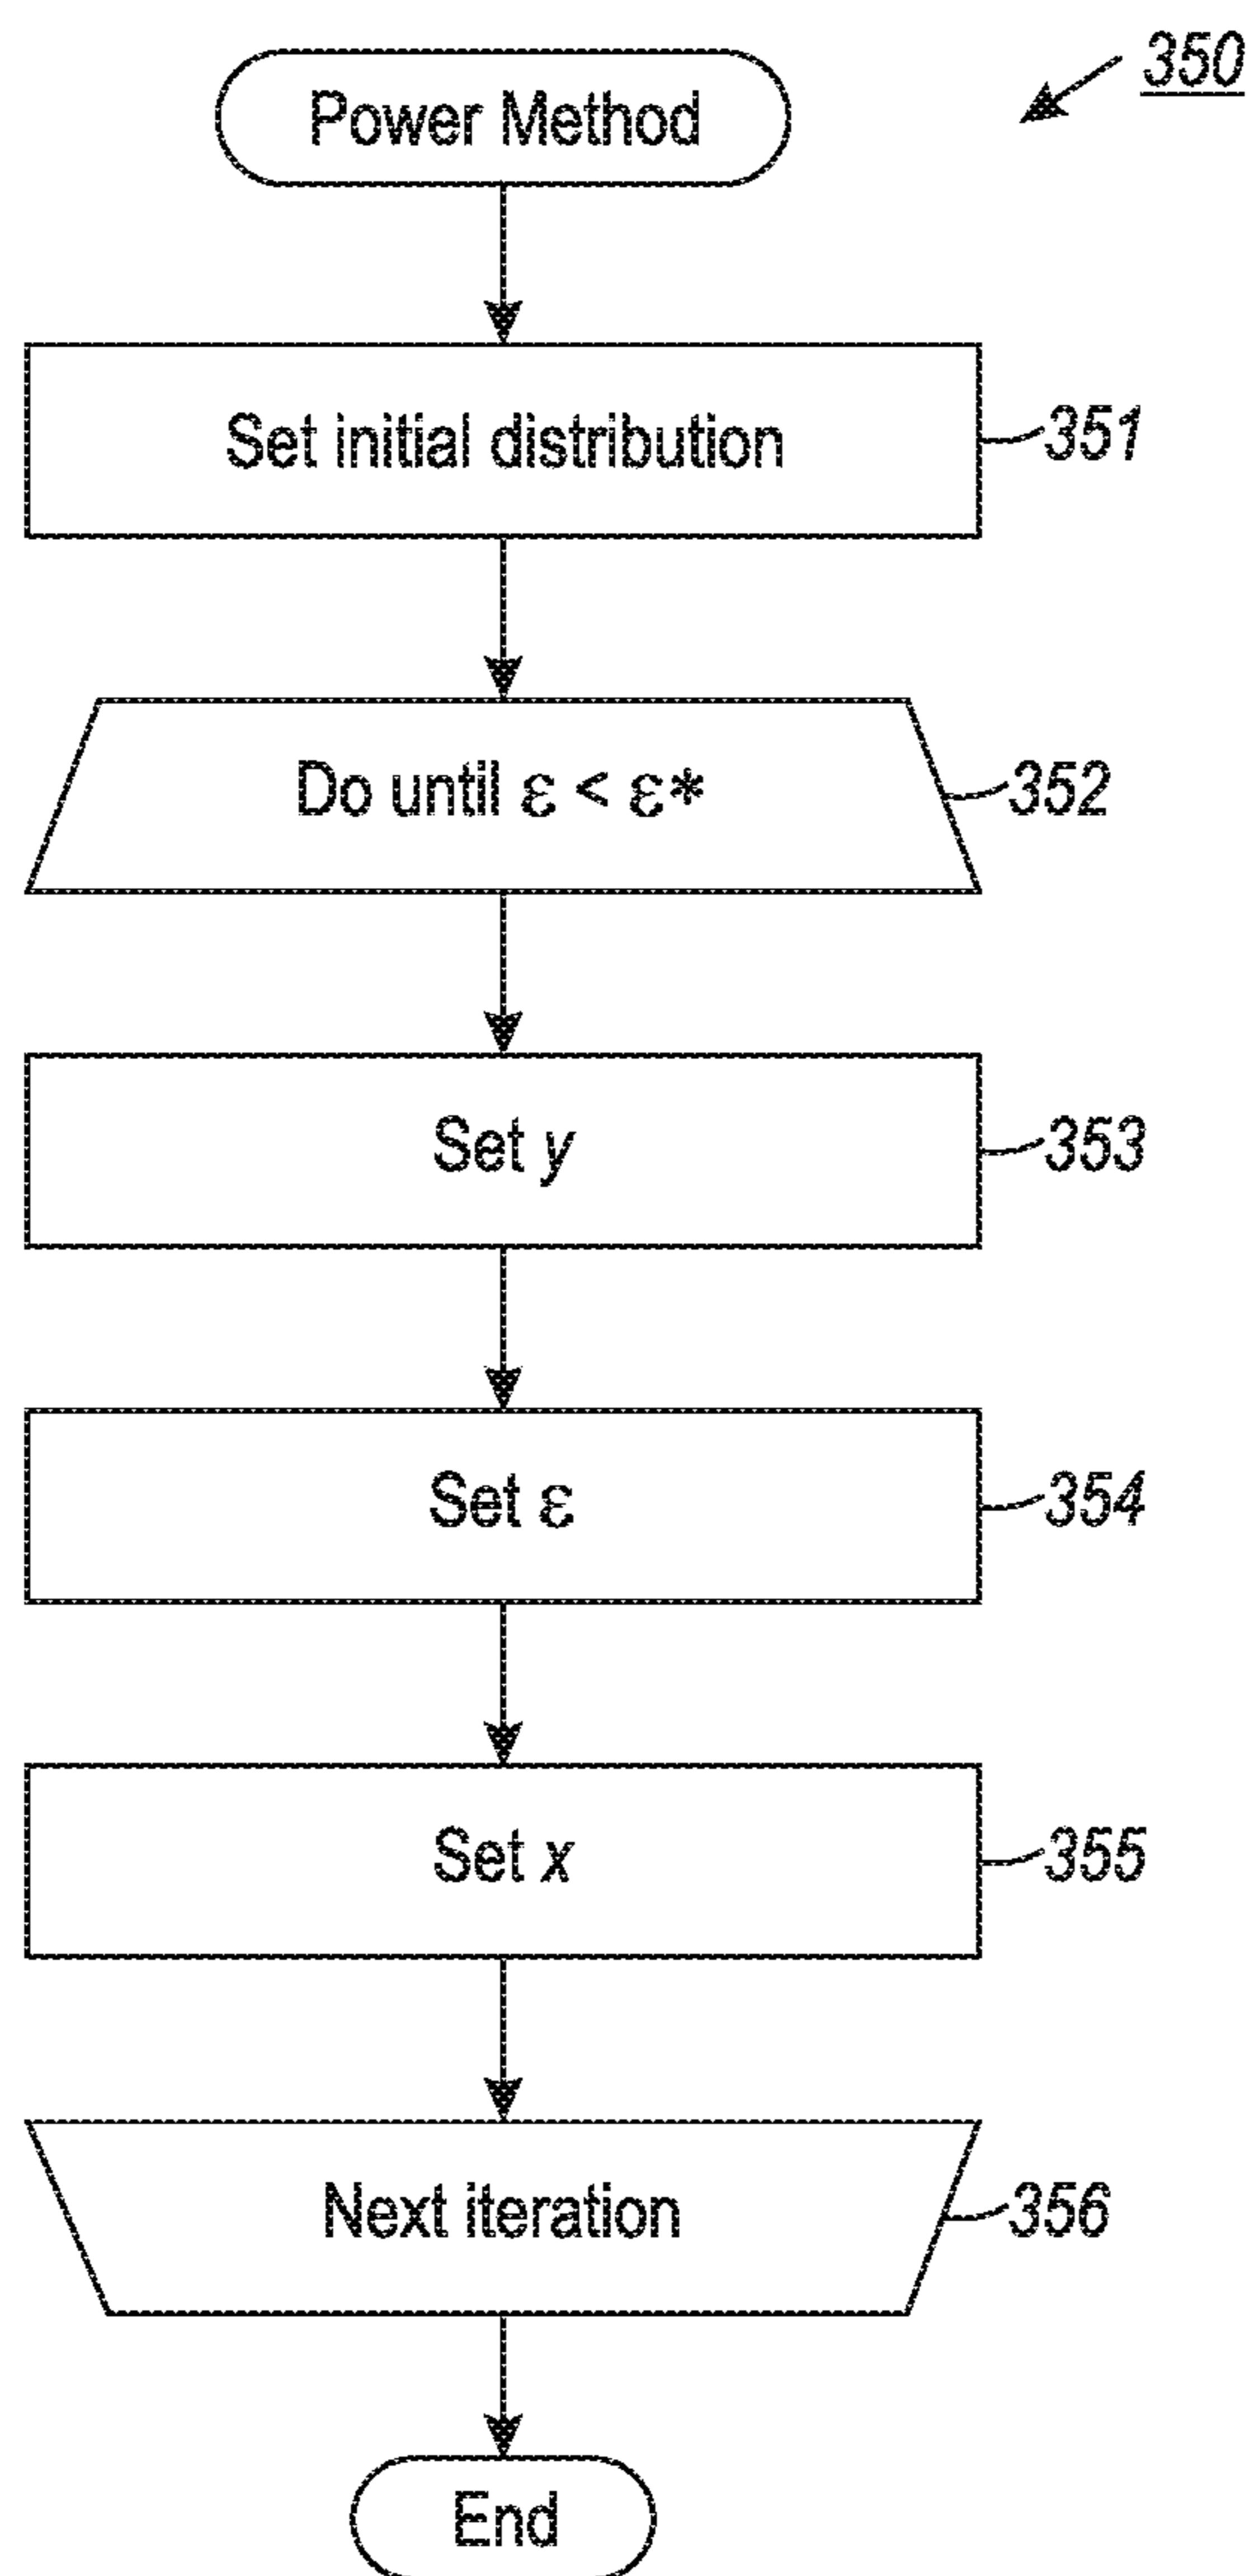 350
Power Method
Set initial distribution
351
Do until ε < ε*
352
Set y
353
Set ε
354
Set x
355
Next iteration
356
End